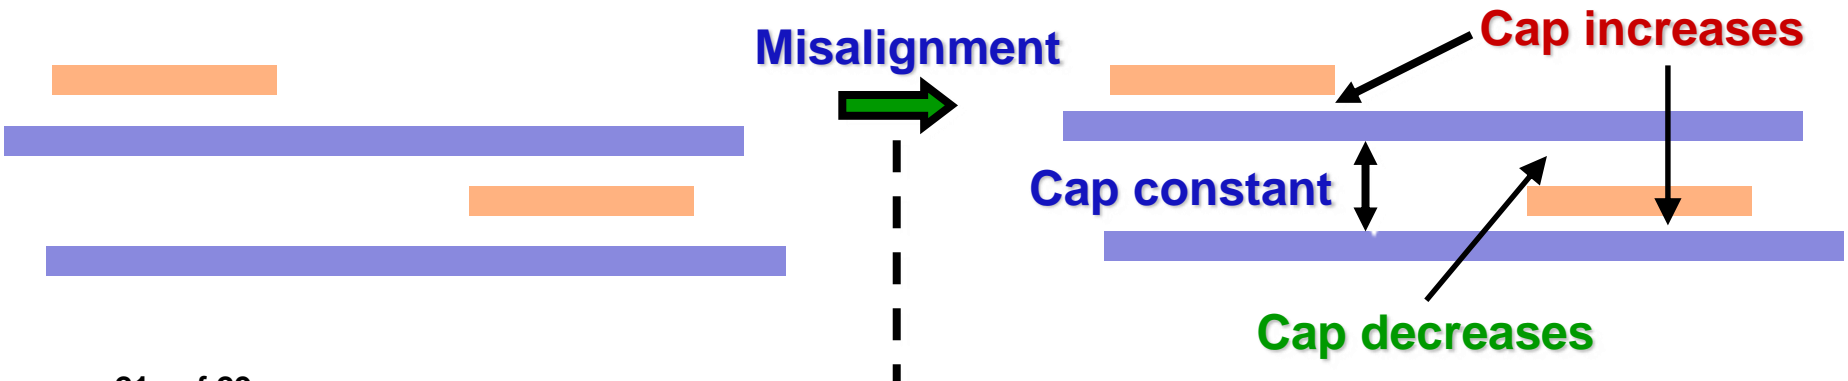 Misalignment
Cap increases
Cap constant
Cap decreases